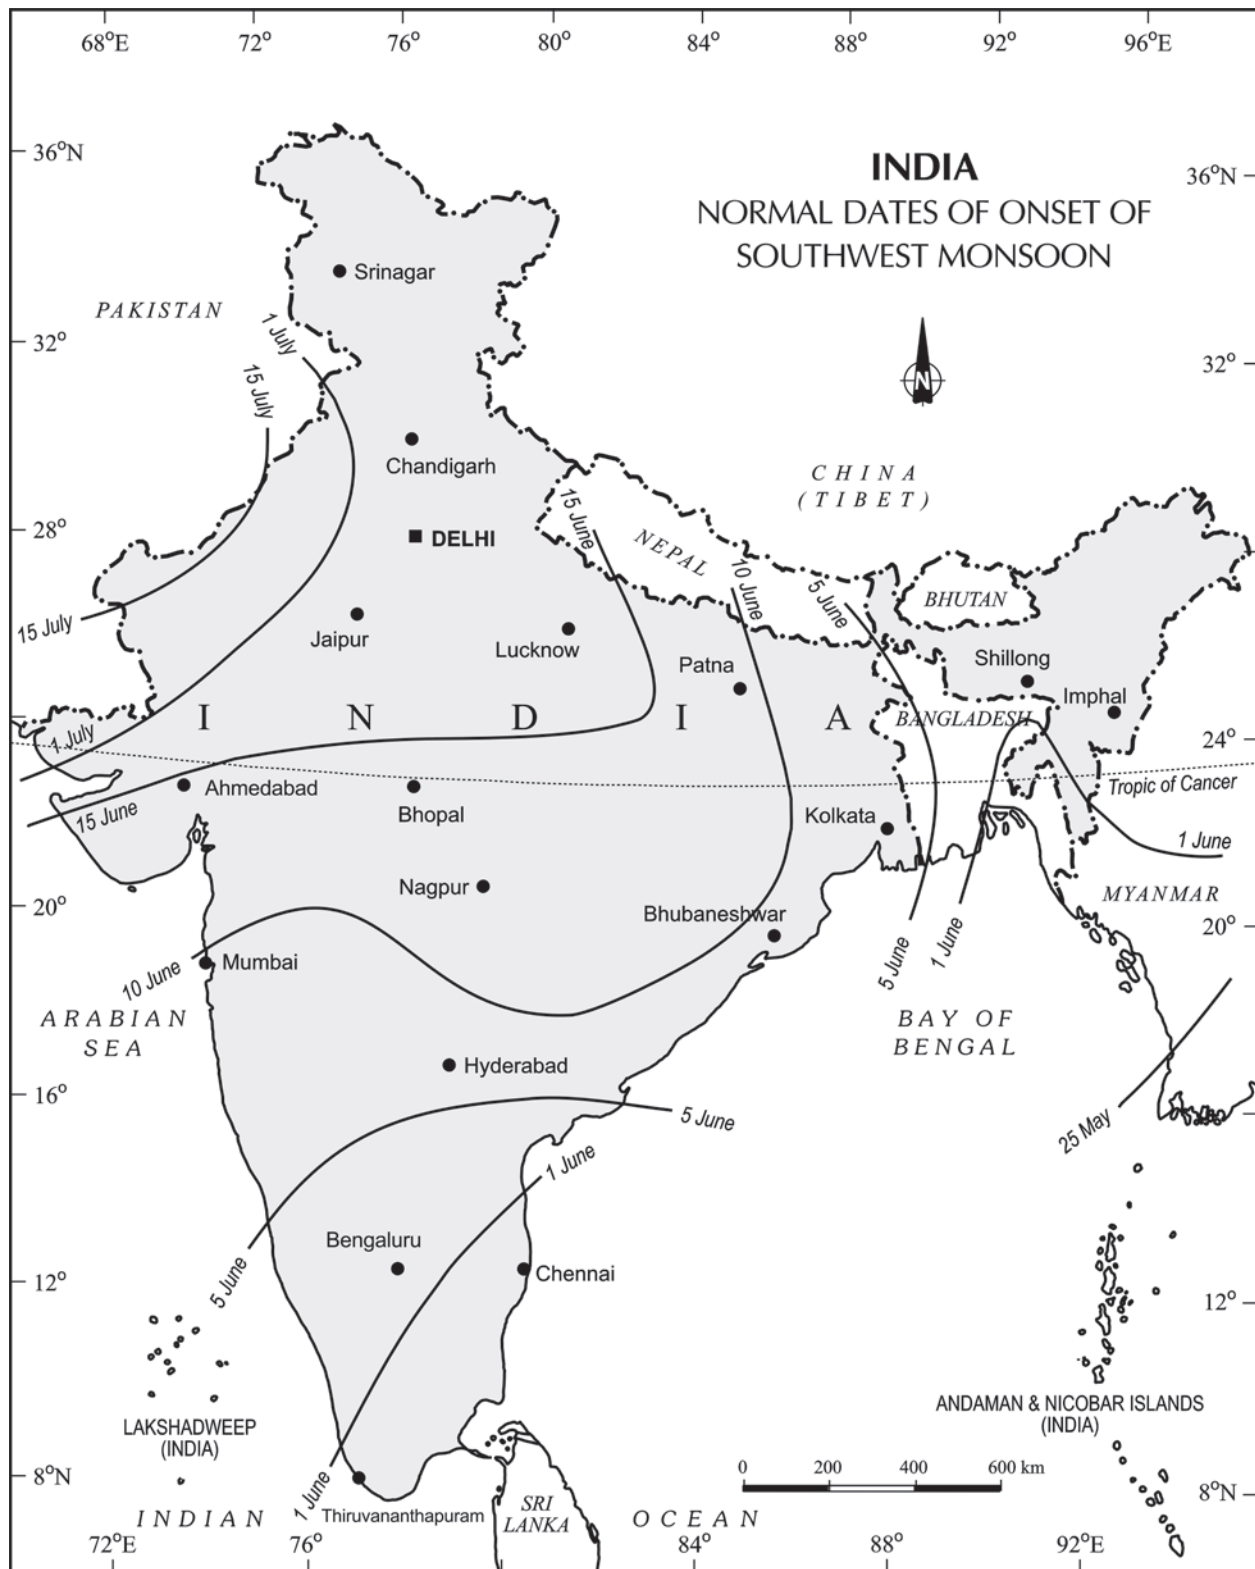 68°E 72° 76° 80° 84° 88° 92° 96°E
36°N
INDIA
36°N
NORMAL DATES OF ONSET OF
SOUTHWEST MONSOON
Srinagar
PAKISTAN
1 July
32°
32°
15 July
N
Chandigarh
CHINA
(TIBET)
15 June
28°
DELHI
NEPAL
10 June
5 June
BHUTAN
15 July
Jaipur
Lucknow
Patna
Shillong
Imphal
I N D I A
BANGLADESH
1 July
24°
Tropic of Cancer
Ahmedabad
15 June
Bhopal
Kolkata
1 June
Nagpur
MYANMAR
20°
Bhubaneshwar
20°
10 June
Mumbai
5 June
1 June
ARABIAN
SEA
BAY OF
BENGAL
Hyderabad
16°
5 June
25 May
1 June
Bengaluru
Chennai
5 June
12°
12°
LAKSHADWEEP
(INDIA)
ANDAMAN & NICOBAR ISLANDS
(INDIA)
8°N
0 200 400 600 km
8°N
1 June
Thiruvananthapuram
SRI
LANKA
INDIAN OCEAN
72°E 76° 84° 88° 92°E